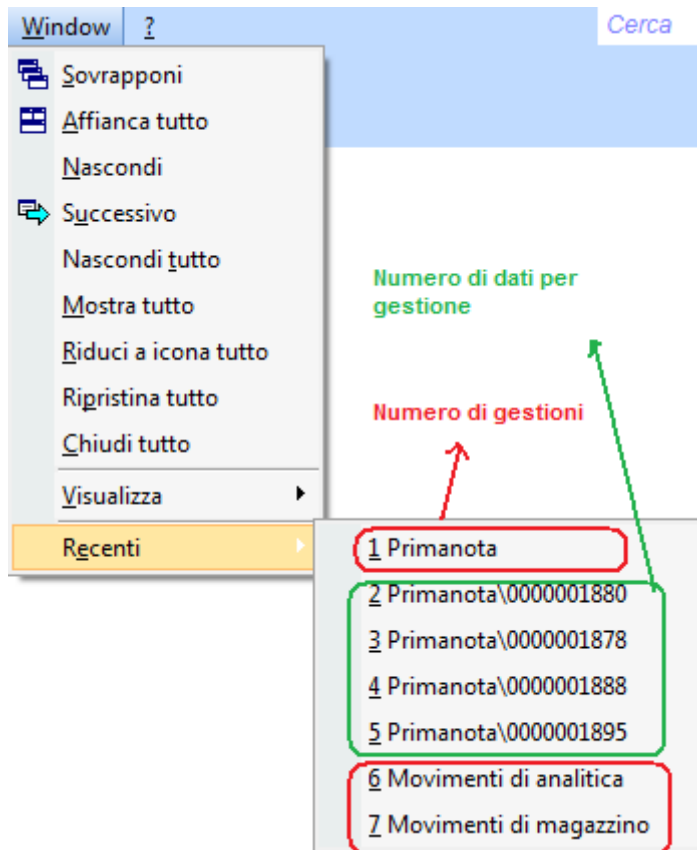 Window ?
Cerca
Sovrapponi
Affianca tutto
Nascondi
Successivo
Nascondi tutto
Mostra tutto
Riduci a icona tutto
Ripristina tutto
Chiudi tutto
Visualizza
Recenti
Numero di dati per
gestione
Numero di gestioni
1 Primanota
2 Primanota\0000001880
3 Primanota\0000001878
4 Primanota\0000001888
5 Primanota\0000001895
6 Movimenti di analitica
7 Movimenti di magazzino